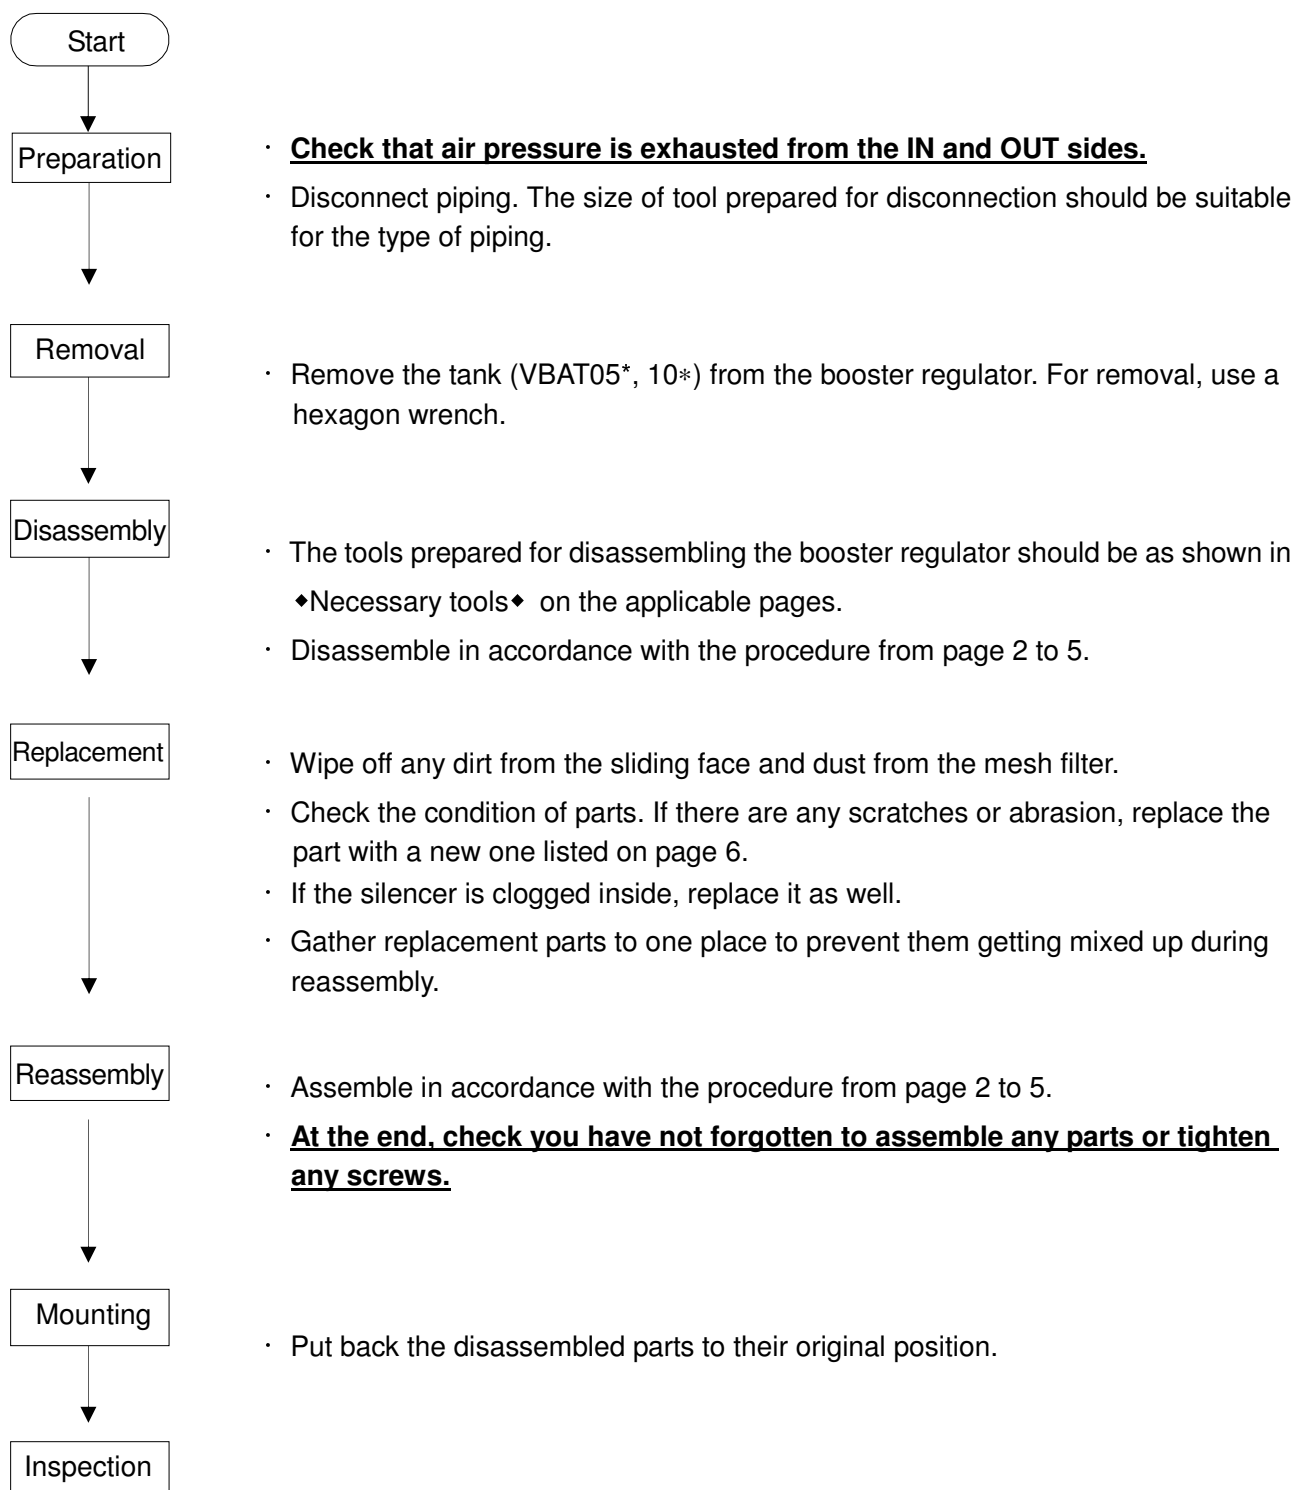 Start
Preparation
・ Check that air pressure is exhausted from the IN and OUT sides.
・ Disconnect piping. The size of tool prepared for disconnection should be suitable
for the type of piping.
Removal
・ Remove the tank (VBAT05*, 10∗) from the booster regulator. For removal, use a
hexagon wrench.
Disassembly
・ The tools prepared for disassembling the booster regulator should be as shown in
◆Necessary tools◆ on the applicable pages.
・ Disassemble in accordance with the procedure from page 2 to 5.
Replacement
・ Wipe off any dirt from the sliding face and dust from the mesh filter.
・ Check the condition of parts. If there are any scratches or abrasion, replace the
part with a new one listed on page 6.
・ If the silencer is clogged inside, replace it as well.
・ Gather replacement parts to one place to prevent them getting mixed up during
reassembly.
Reassembly
・ Assemble in accordance with the procedure from page 2 to 5.
・ At the end, check you have not forgotten to assemble any parts or tighten
any screws.
Mounting
・ Put back the disassembled parts to their original position.
Inspection